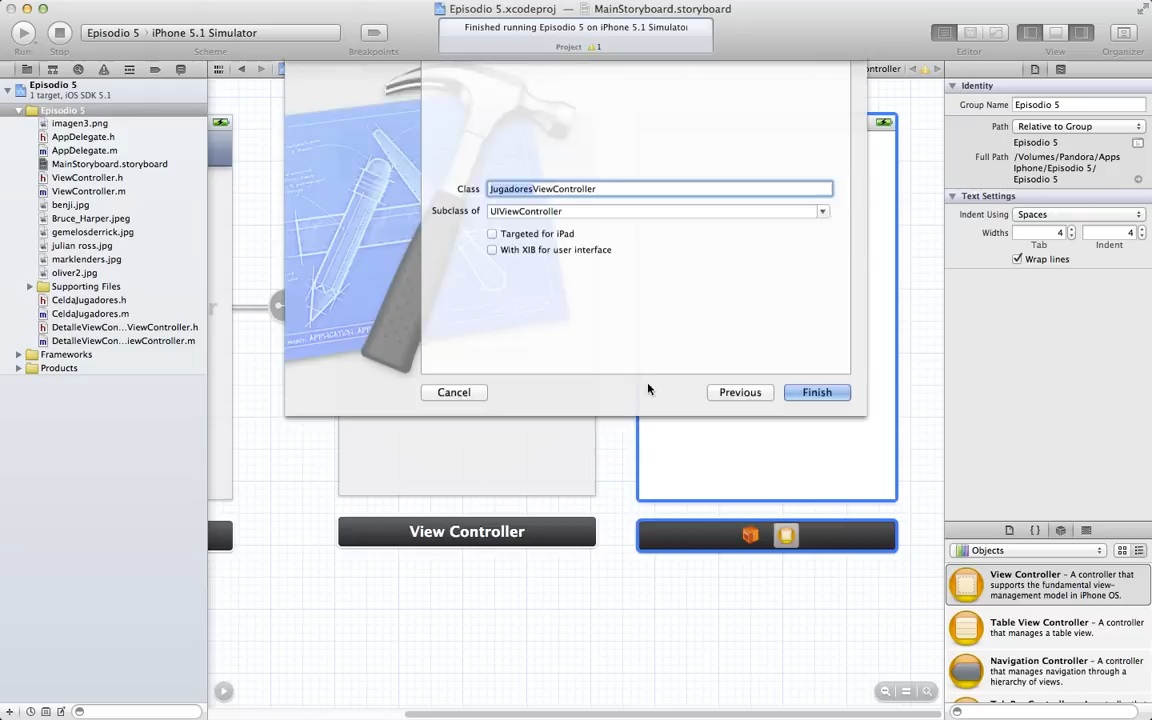 Episodio 5.xcodeproj — MainStoryboard.storyboard
Episodio 5 › iPhone 5.1 Simulator
Finished running Episodio 5 on iPhone 5.1 Simulator
Project 1
Run
Stop
Scheme
Breakpoints
Editor
View
Organizer
Episodio 5
1 target, iOS SDK 5.1
Episodio 5
imagen3.png
AppDelegate.h
AppDelegate.m
MainStoryboard.storyboard
ViewController.h
ViewController.m
benji.jpg
Bruce_Harper.jpeg
gemelosderrick.jpg
julian ross.jpg
marklenders.jpg
oliver2.jpg
Supporting Files
CeldaJugadores.h
CeldaJugadores.m
DetalleViewCon...ViewController.h
DetalleViewCon...iewController.m
Frameworks
Products
Class JugadoresViewController
Subclass of UIViewController
Targeted for iPad
With XIB for user interface
Cancel
Previous
Finish
View Controller
Identity
Group Name Episodio 5
Path Relative to Group
Episodio 5
Full Path /Volumes/Pandora/Apps
Iphone/Episodio 5/
Episodio 5
Text Settings
Indent Using Spaces
Widths 4 4
Tab Indent
Wrap lines
Objects
View Controller – A controller that
supports the fundamental view-
management model in iPhone OS.
Table View Controller – A controller
that manages a table view.
Navigation Controller – A controller
that manages navigation through a
hierarchy of views.